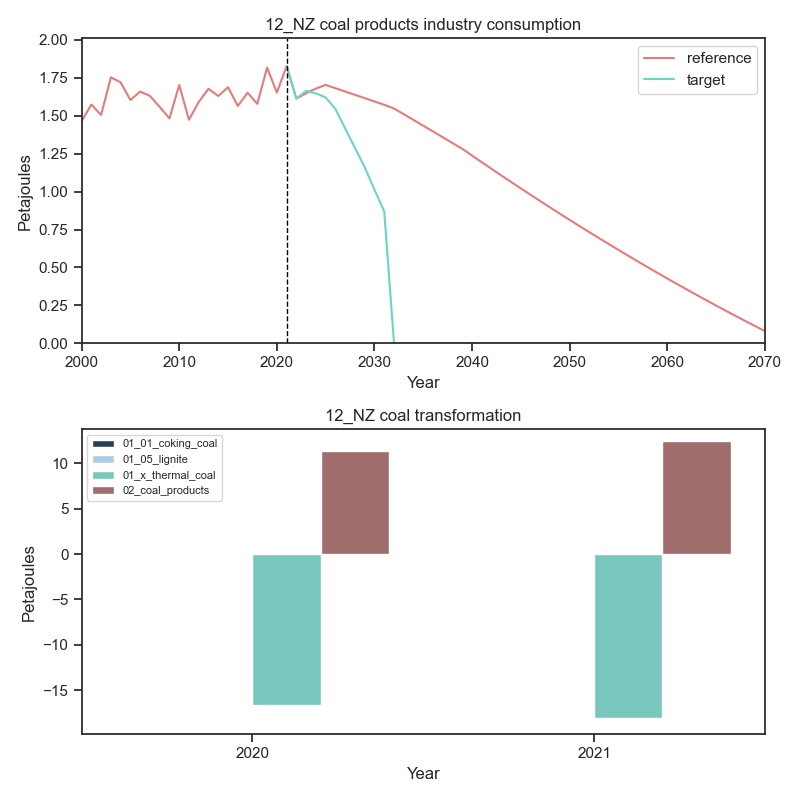 12_NZ coal products industry consumption
2.00
1.75
1.50
1.25
1.00
0.75
0.50
0.25
0.00
Petajoules
reference
target
2000 2010 2020 2030 2040 2050 2060 2070
Year
12_NZ coal transformation
01_01_coking_coal
01_05_lignite
01_x_thermal_coal
02_coal_products
10
5
0
−5
−10
−15
Petajoules
2020 2021
Year